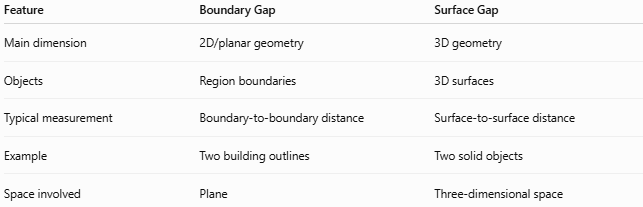 Feature Boundary Gap Surface Gap
Main dimension 2D/planar geometry 3D geometry
Objects Region boundaries 3D surfaces
Typical measurement Boundary-to-boundary distance Surface-to-surface distance
Example Two building outlines Two solid objects
Space involved Plane Three-dimensional space